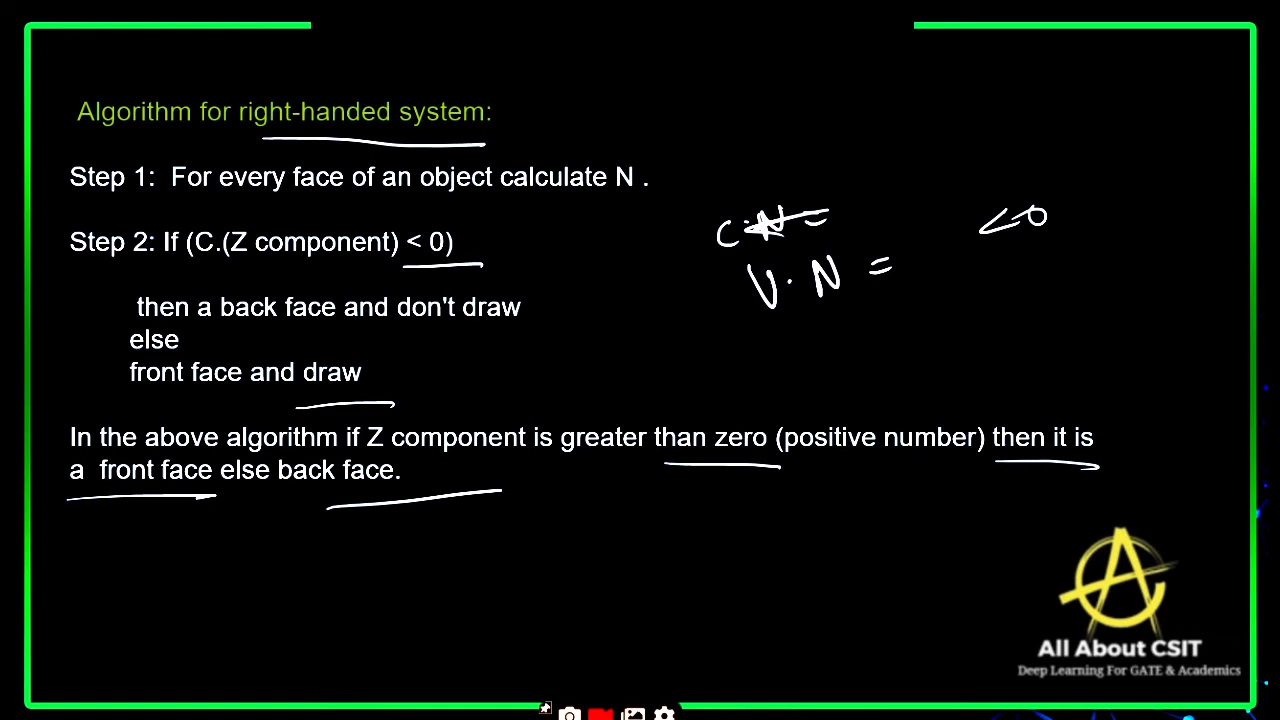 Algorithm for right-handed system:
Step 1: For every face of an object calculate N .
Step 2: If (C.(Z component) < 0)
then a back face and don't draw
else
front face and draw
In the above algorithm if Z component is greater than zero (positive number) then it is
a front face else back face.
C.N =
<0
V. N =
All About CSIT
Deep Learning For GATE & Academics